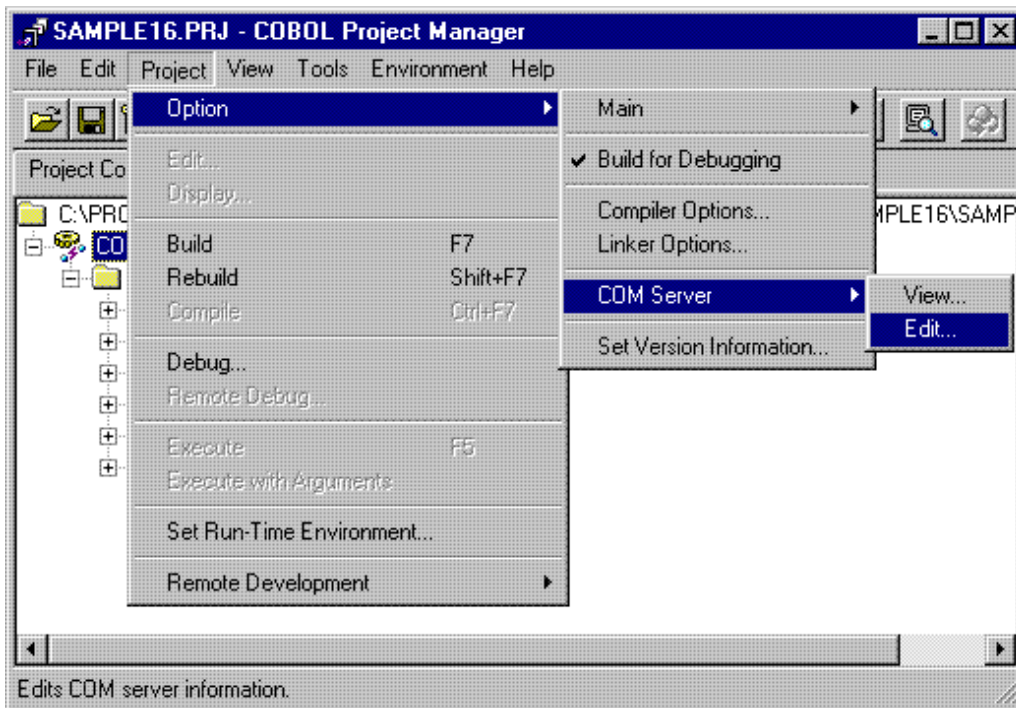 SAMPLE16.PRJ - COBOL Project Manager
File Edit Project View Tools Environment Help
Option
Edit...
Display...
Build F7
Rebuild Shift+F7
Compile Ctrl+F7
Debug...
Remote Debug...
Execute F5
Execute with Arguments
Set Run-Time Environment...
Remote Development
Main
Build for Debugging
Compiler Options...
Linker Options...
COM Server
Set Version Information...
View...
Edit...
Project Co
C:\PRO
MPLE16\SAMP
CO
Edits COM server information.